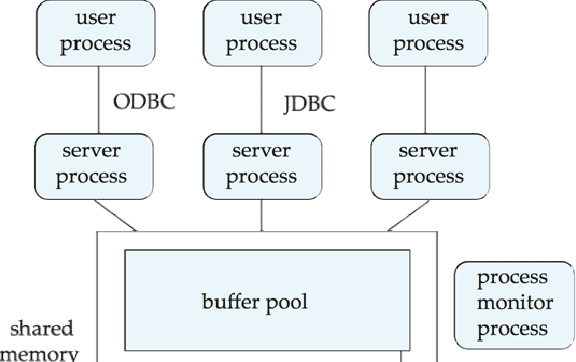 user
process
user
process
user
process
ODBC
JDBC
server
process
server
process
server
process
buffer pool
process
monitor
process
shared
memory